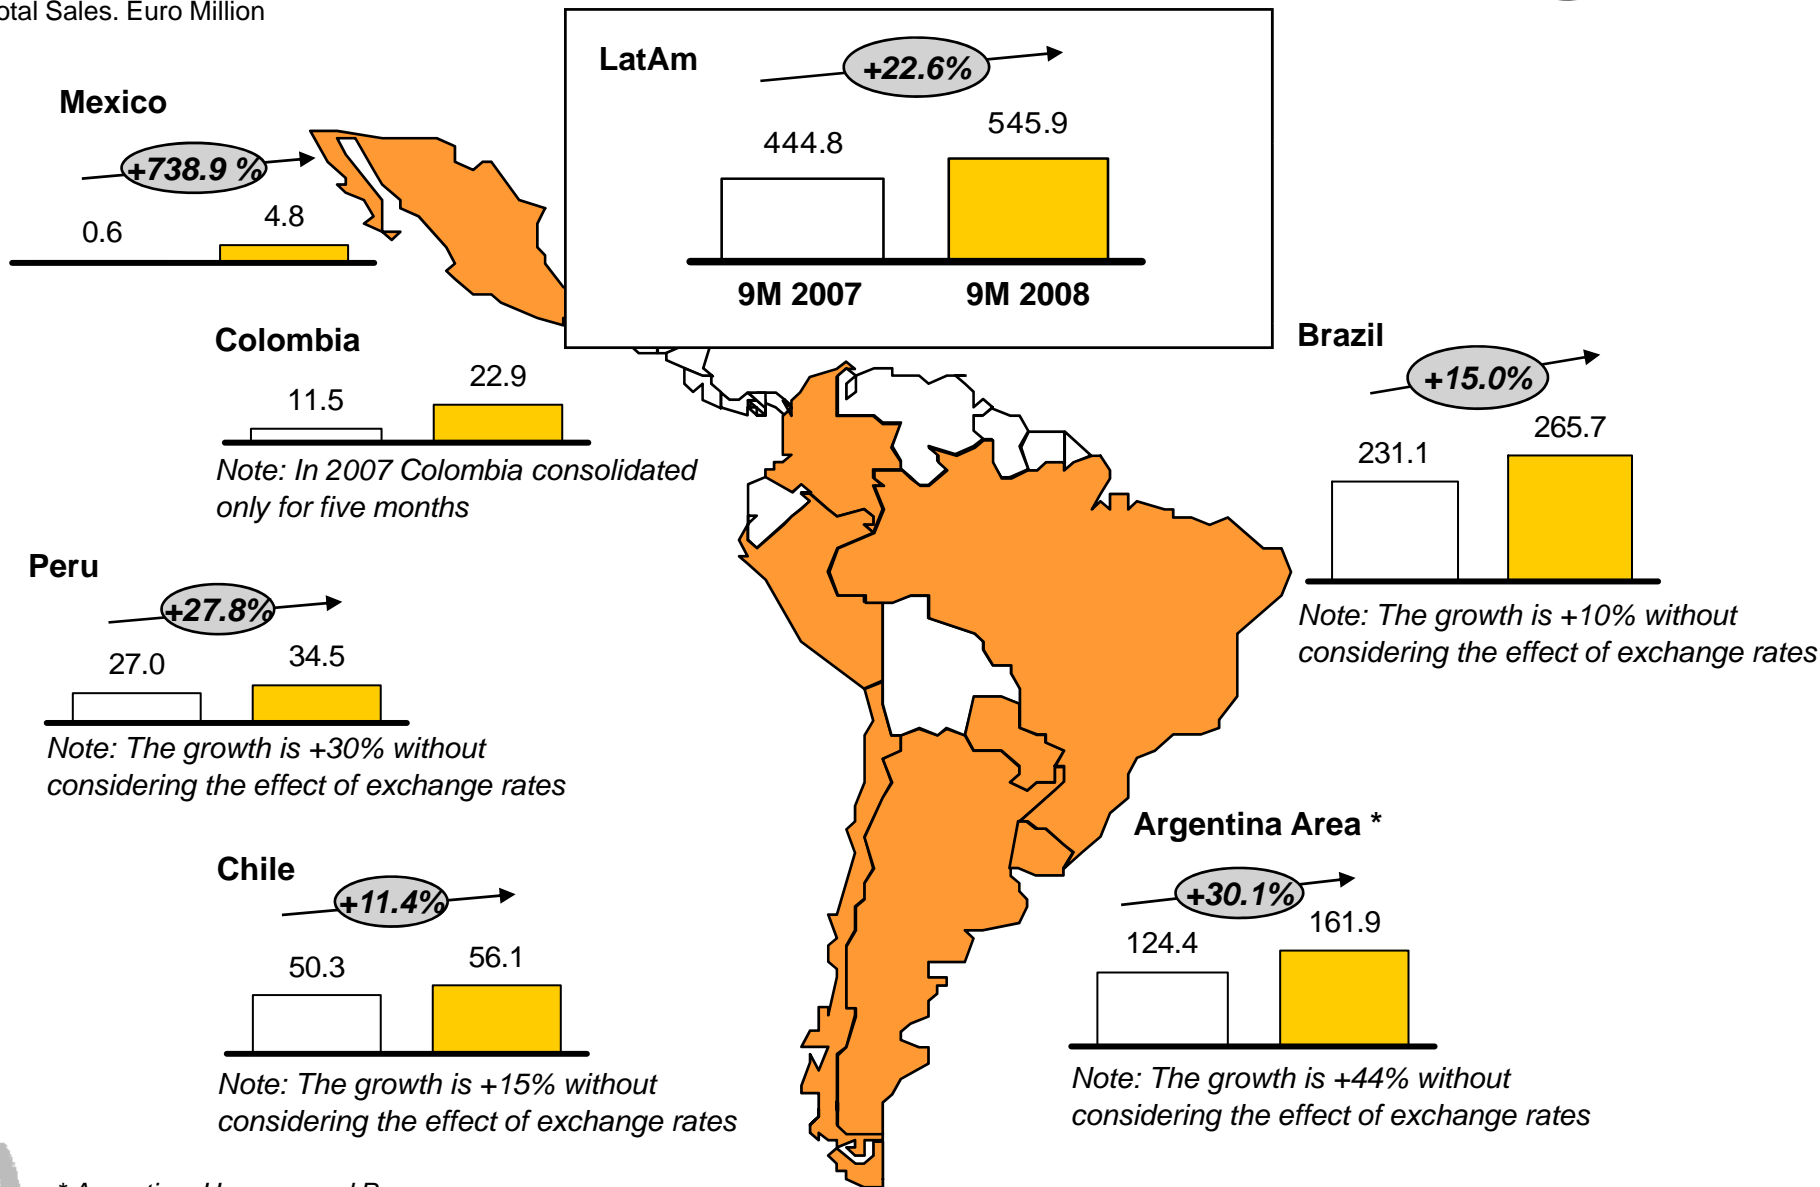 Total Sales. Euro Million
LatAm
+22.6%
444.8
545.9
9M 2007
9M 2008
Mexico
+738.9 %
0.6
4.8
Colombia
11.5
22.9
Note: In 2007 Colombia consolidated
only for five months
Brazil
+15.0%
231.1
265.7
Note: The growth is +10% without
considering the effect of exchange rates
Peru
+27.8%
27.0
34.5
Note: The growth is +30% without
considering the effect of exchange rates
Argentina Area *
+30.1%
124.4
161.9
Note: The growth is +44% without
considering the effect of exchange rates
Chile
+11.4%
50.3
56.1
Note: The growth is +15% without
considering the effect of exchange rates